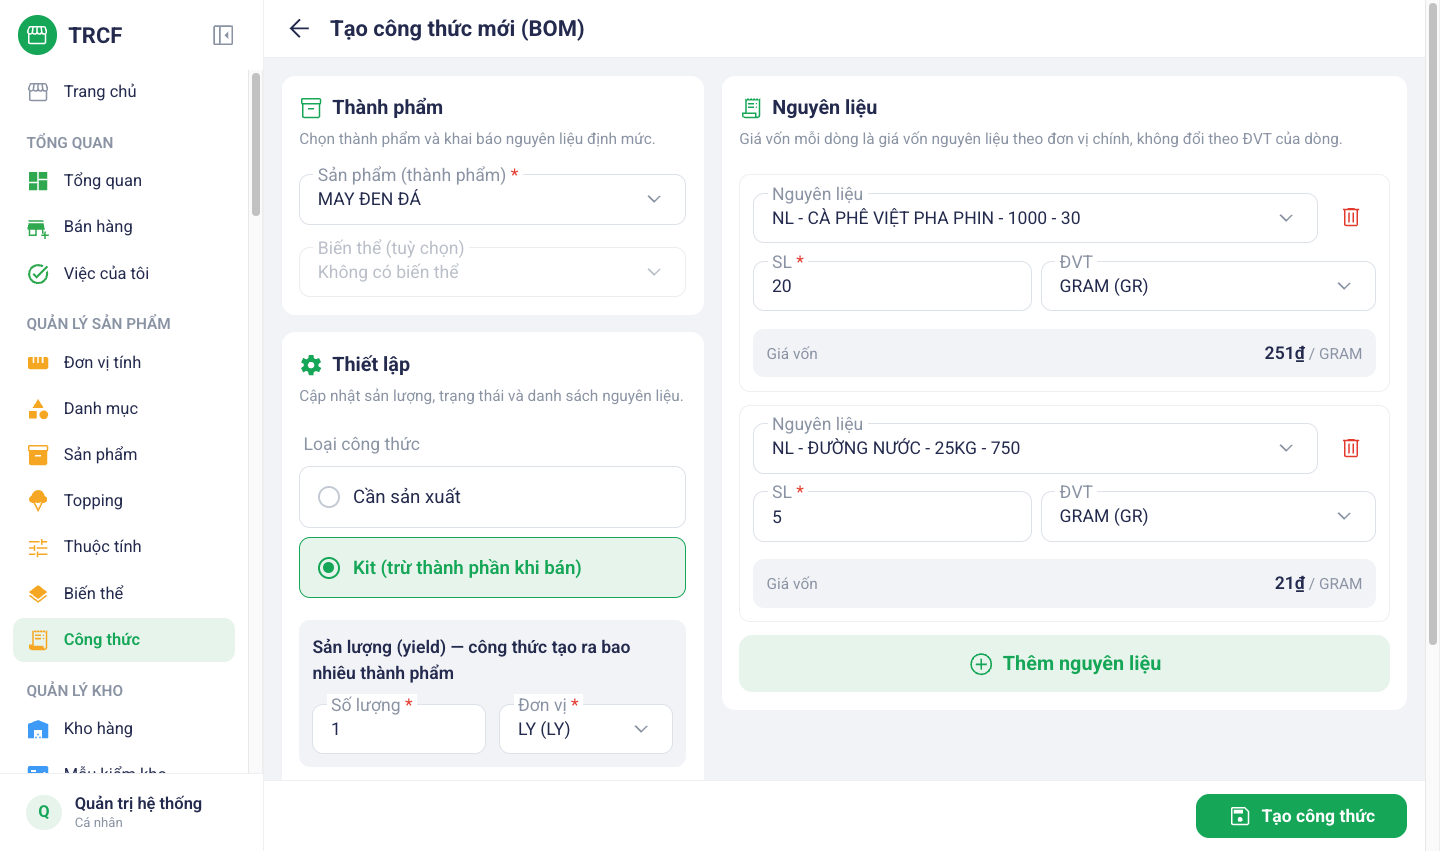 TRCF
Trang chủ
TỔNG QUAN
Tổng quan
Bán hàng
Việc của tôi
QUẢN LÝ SẢN PHẨM
Đơn vị tính
Danh mục
Sản phẩm
Topping
Thuộc tính
Biến thể
Công thức
QUẢN LÝ KHO
Kho hàng
Mẫu kiểm kho
Q
Quản trị hệ thống
Cá nhân
Tạo công thức mới (BOM)
Thành phẩm
Chọn thành phẩm và khai báo nguyên liệu định mức.
Sản phẩm (thành phẩm) *
MAY ĐEN ĐÁ
Biến thể (tuỳ chọn)
Không có biến thể
Thiết lập
Cập nhật sản lượng, trạng thái và danh sách nguyên liệu.
Loại công thức
Cần sản xuất
Kit (trừ thành phần khi bán)
Sản lượng (yield) — công thức tạo ra bao
nhiêu thành phẩm
Số lượng * Đơn vị *
1 LY (LY)
Nguyên liệu
Giá vốn mỗi dòng là giá vốn nguyên liệu theo đơn vị chính, không đổi theo ĐVT của dòng.
Nguyên liệu
NL - CÀ PHÊ VIỆT PHA PHIN - 1000 - 30
SL * ĐVT
20 GRAM (GR)
Giá vốn 251₫ / GRAM
Nguyên liệu
NL - ĐƯỜNG NƯỚC - 25KG - 750
SL * ĐVT
5 GRAM (GR)
Giá vốn 21₫ / GRAM
Thêm nguyên liệu
Tạo công thức